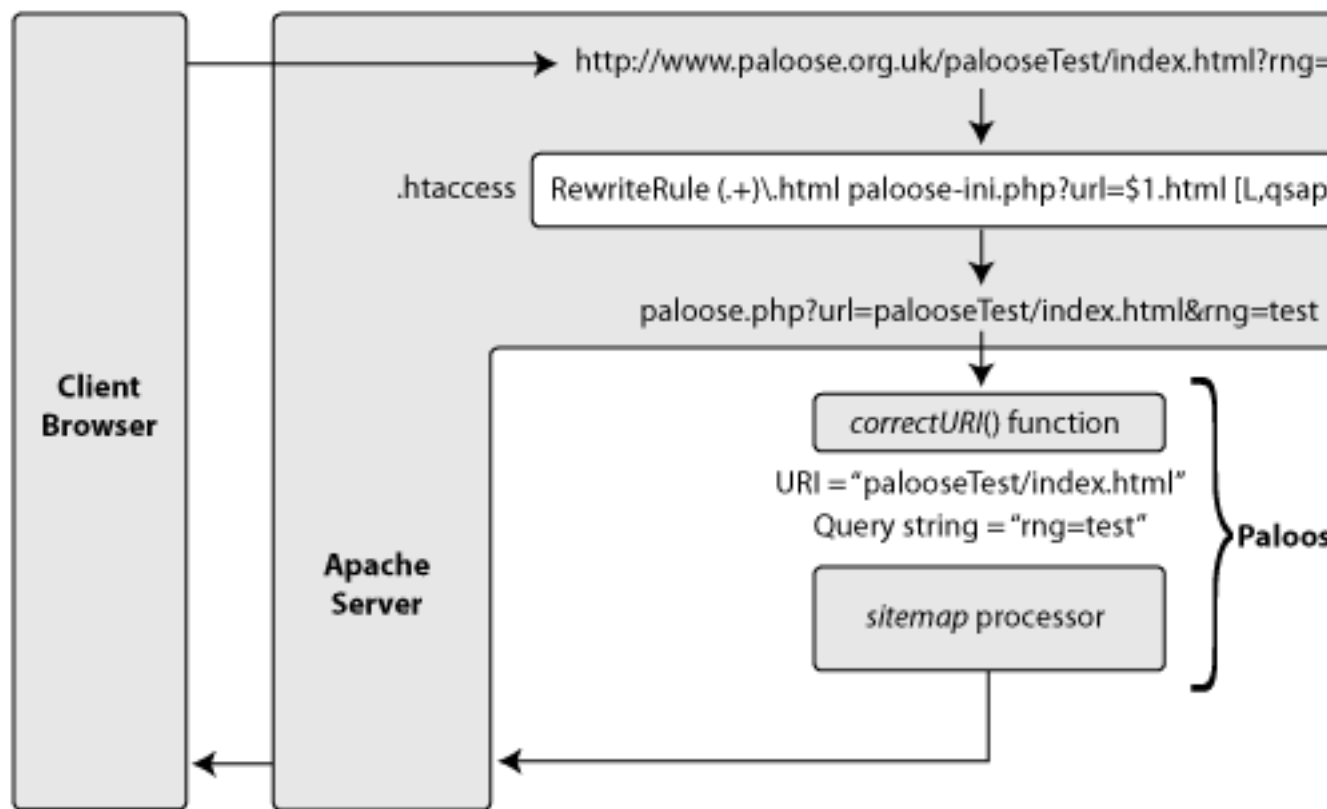 http://www.paloose.org.uk/palooseTest/index.html?rng=
.htaccess
RewriteRule (.+)\.html paloose-ini.php?url=$1.html [L,qsap
paloose.php?url=palooseTest/index.html&rng=test
Client
Browser
correctURI() function
URI = “palooseTest/index.html”
Query string = “rng=test”
Paloos
Apache
Server
sitemap processor